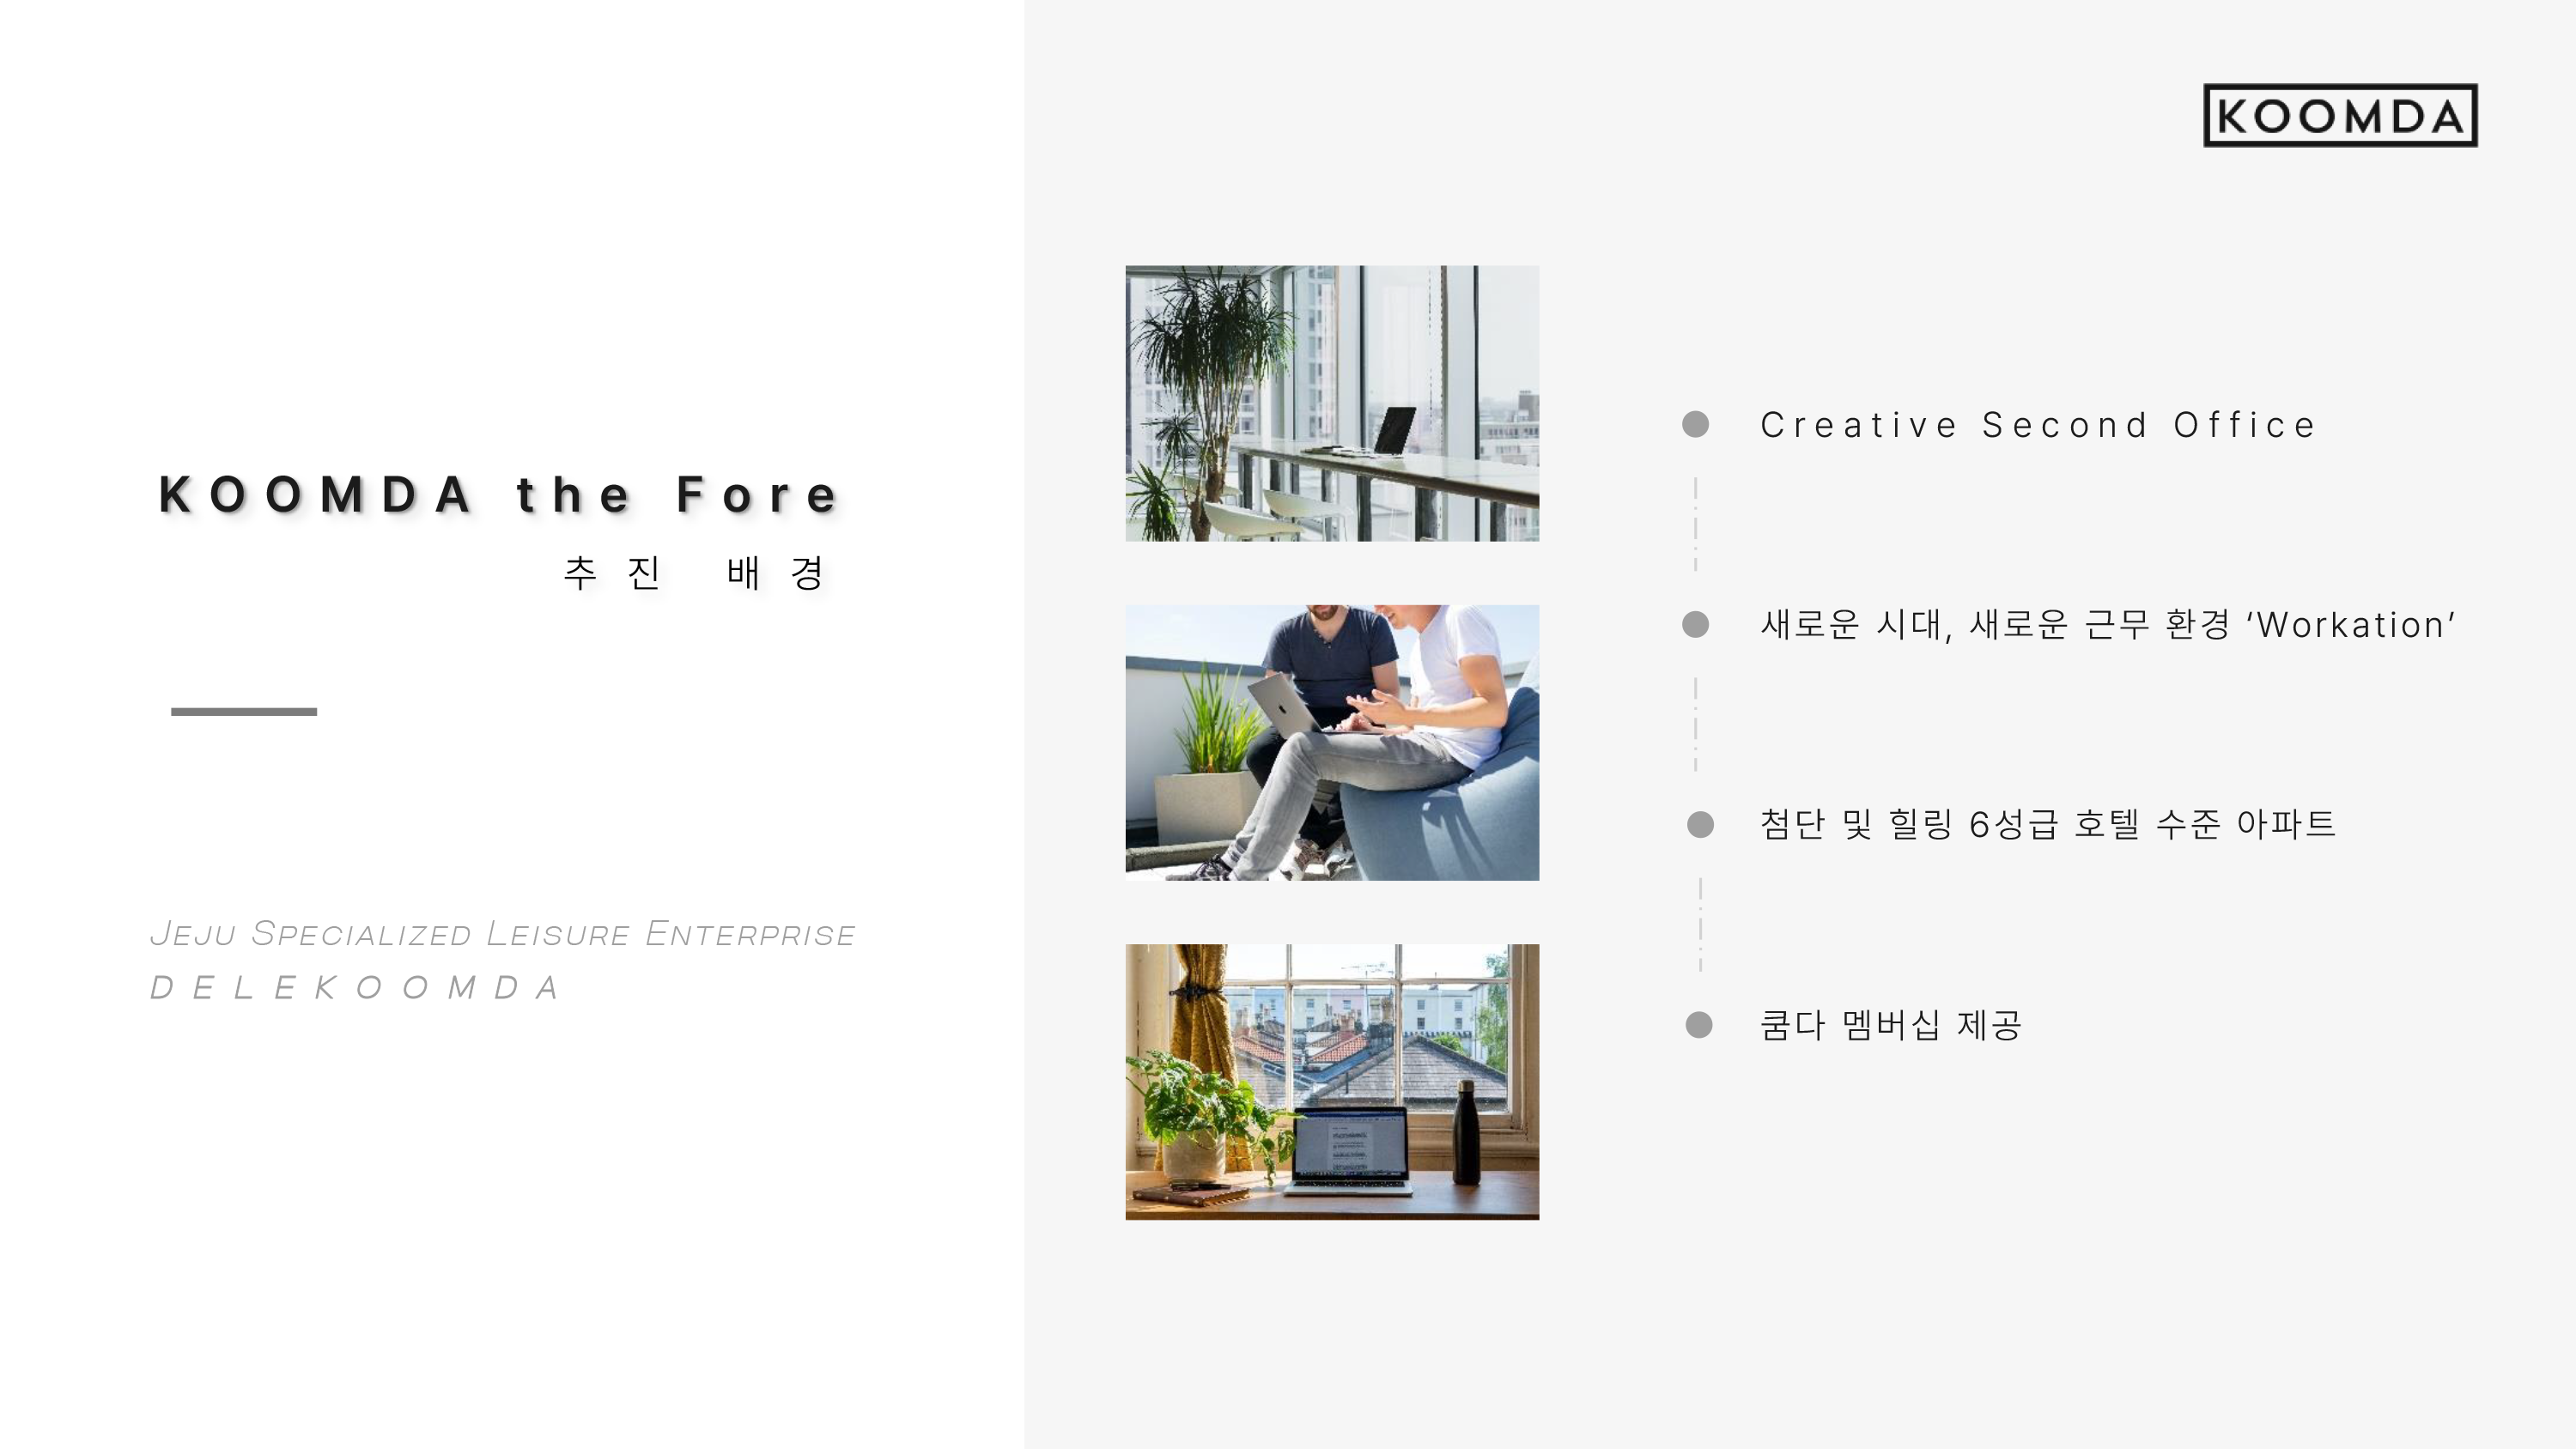 KOOMDA
KOOMDA the Fore
추진 배경
Jeju Specialized Leisure Enterprise
DELEKOOMDA
Creative Second Office
새로운 시대, 새로운 근무 환경 ‘Workation’
첨단 및 힐링 6성급 호텔 수준 아파트
쿰다 멤버십 제공